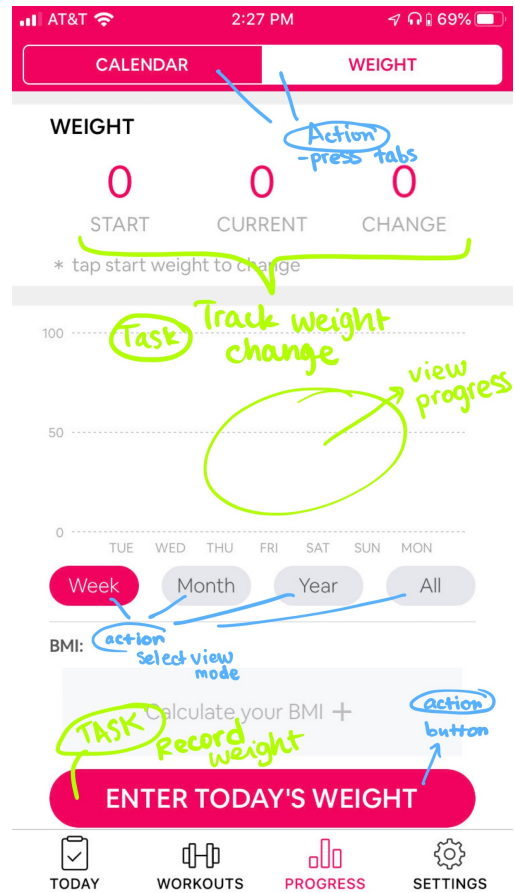 AT&T 2:27 PM 69%
CALENDAR WEIGHT
WEIGHT
Action
-press tabs
0 0 0
START CURRENT CHANGE
* tap start weight to change
100
Task Track weight
change
view
progress
50
0
TUE WED THU FRI SAT SUN MON
Week Month Year All
BMI: action
select view
mode
Calculate your BMI +
action
button
TASK
Record
weight
ENTER TODAY'S WEIGHT
TODAY WORKOUTS PROGRESS SETTINGS